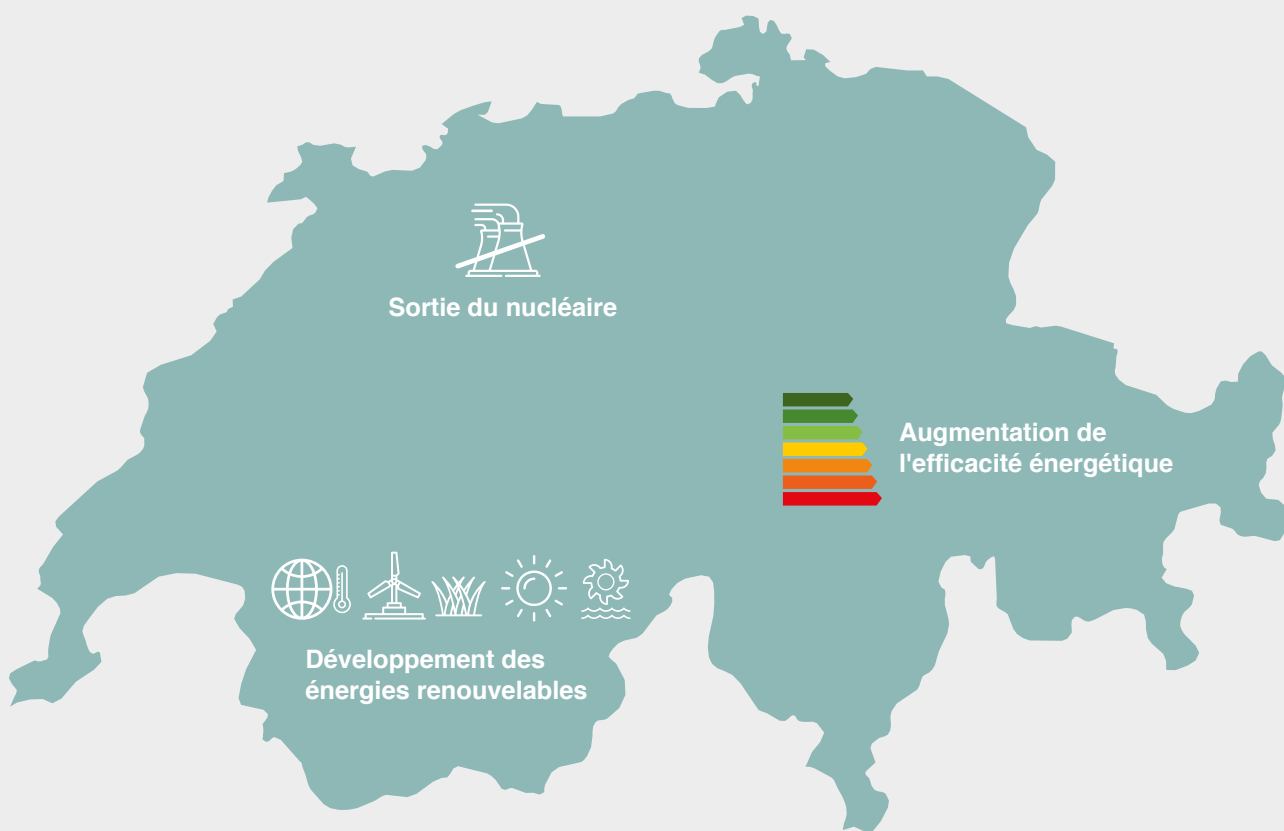 Sortie du nucléaire
Augmentation de
l'efficacité énergétique
Développement des
énergies renouvelables